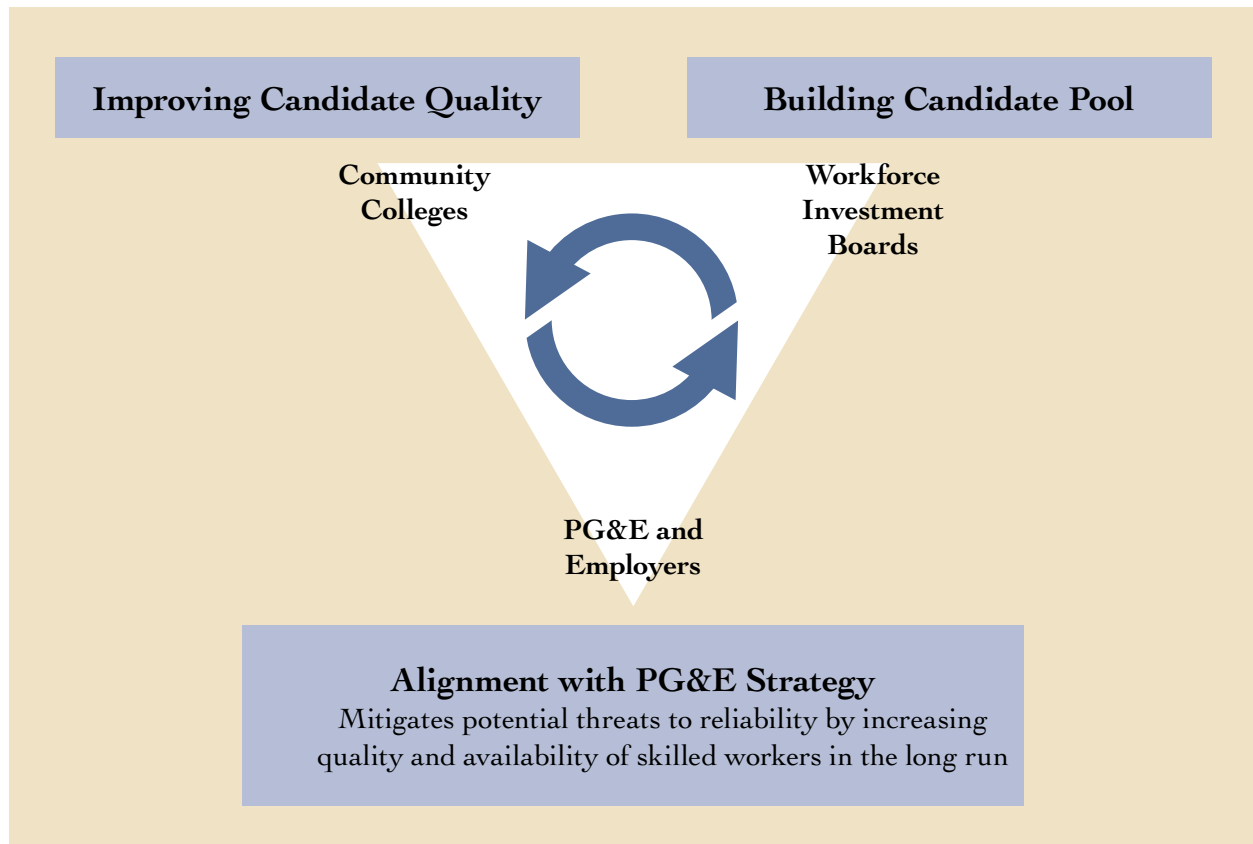 Improving Candidate Quality
Building Candidate Pool
Community
Colleges
Workforce
Investment
Boards
PG&E and
Employers
Alignment with PG&E Strategy
Mitigates potential threats to reliability by increasing
quality and availability of skilled workers in the long run